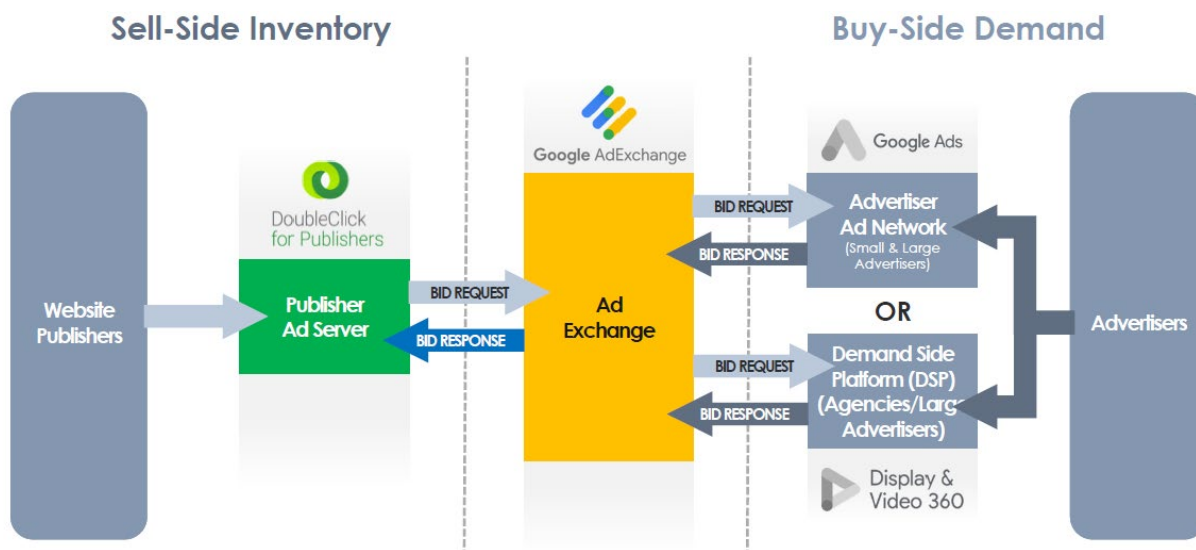 Sell-Side Inventory
Buy-Side Demand
Website
Publishers
DoubleClick
for Publishers
Publisher
Ad Server
BID REQUEST
BID RESPONSE
Google AdExchange
Ad
Exchange
BID REQUEST
BID RESPONSE
BID REQUEST
BID RESPONSE
Google Ads
Advertiser
Ad Network
(Small & Large
Advertisers)
OR
Demand Side
Platform (DSP)
(Agencies/Large
Advertisers)
Display &
Video 360
Advertisers